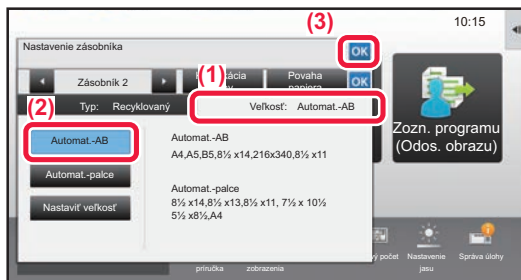 (3)
10:15
Nastavenie zásobníka
OK
(1)
Zásobník 2
Povaha
papiera
OK
(2)
Typ: Recyklovaný
Veľkosť: Automat.-AB
Automat.-AB
Automat.-palce
Nastaviť veľkosť
Automat.-AB
A4,A5,B5,8½ x14,216x340,8½ x11
Automat.-palce
8½ x14,8½ x13,8½ x11, 7½ x 10½
5½ x8½,A4
Zozn. programu
(Odos. obrazu)
počet
Nastavenie
jasu
Správa úlohy
príručka
zobrazenia